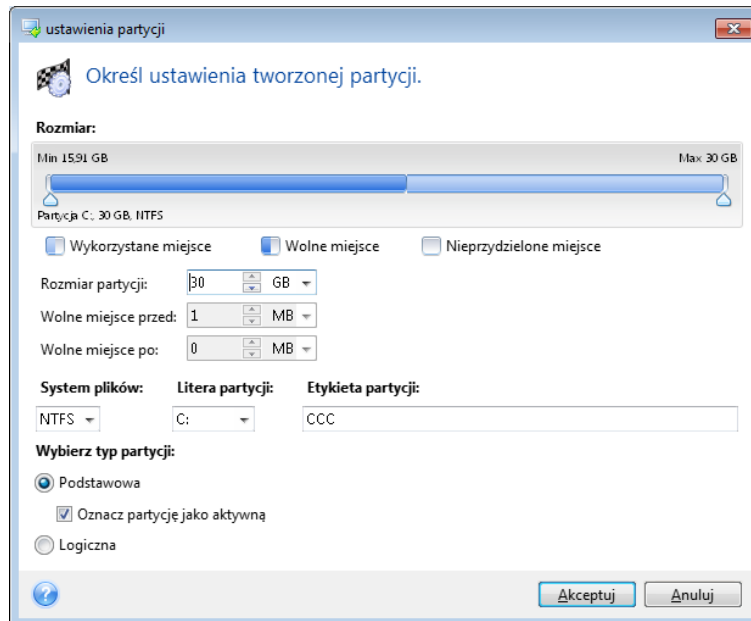 ustawienia partycji
Określ ustawienia tworzonej partycji.
Rozmiar:
Min 15,91 GB Max 30 GB
Partycja C:, 30 GB, NTFS
Wykorzystane miejsce Wolne miejsce Nieprzydzielone miejsce
Rozmiar partycji: 30 GB
Wolne miejsce przed: 1 MB
Wolne miejsce po: 0 MB
System plików: Litera partycji: Etykieta partycji:
NTFS C: CCC
Wybierz typ partycji:
Podstawowa
Oznacz partycję jako aktywną
Logiczna
Akceptuj Anuluj